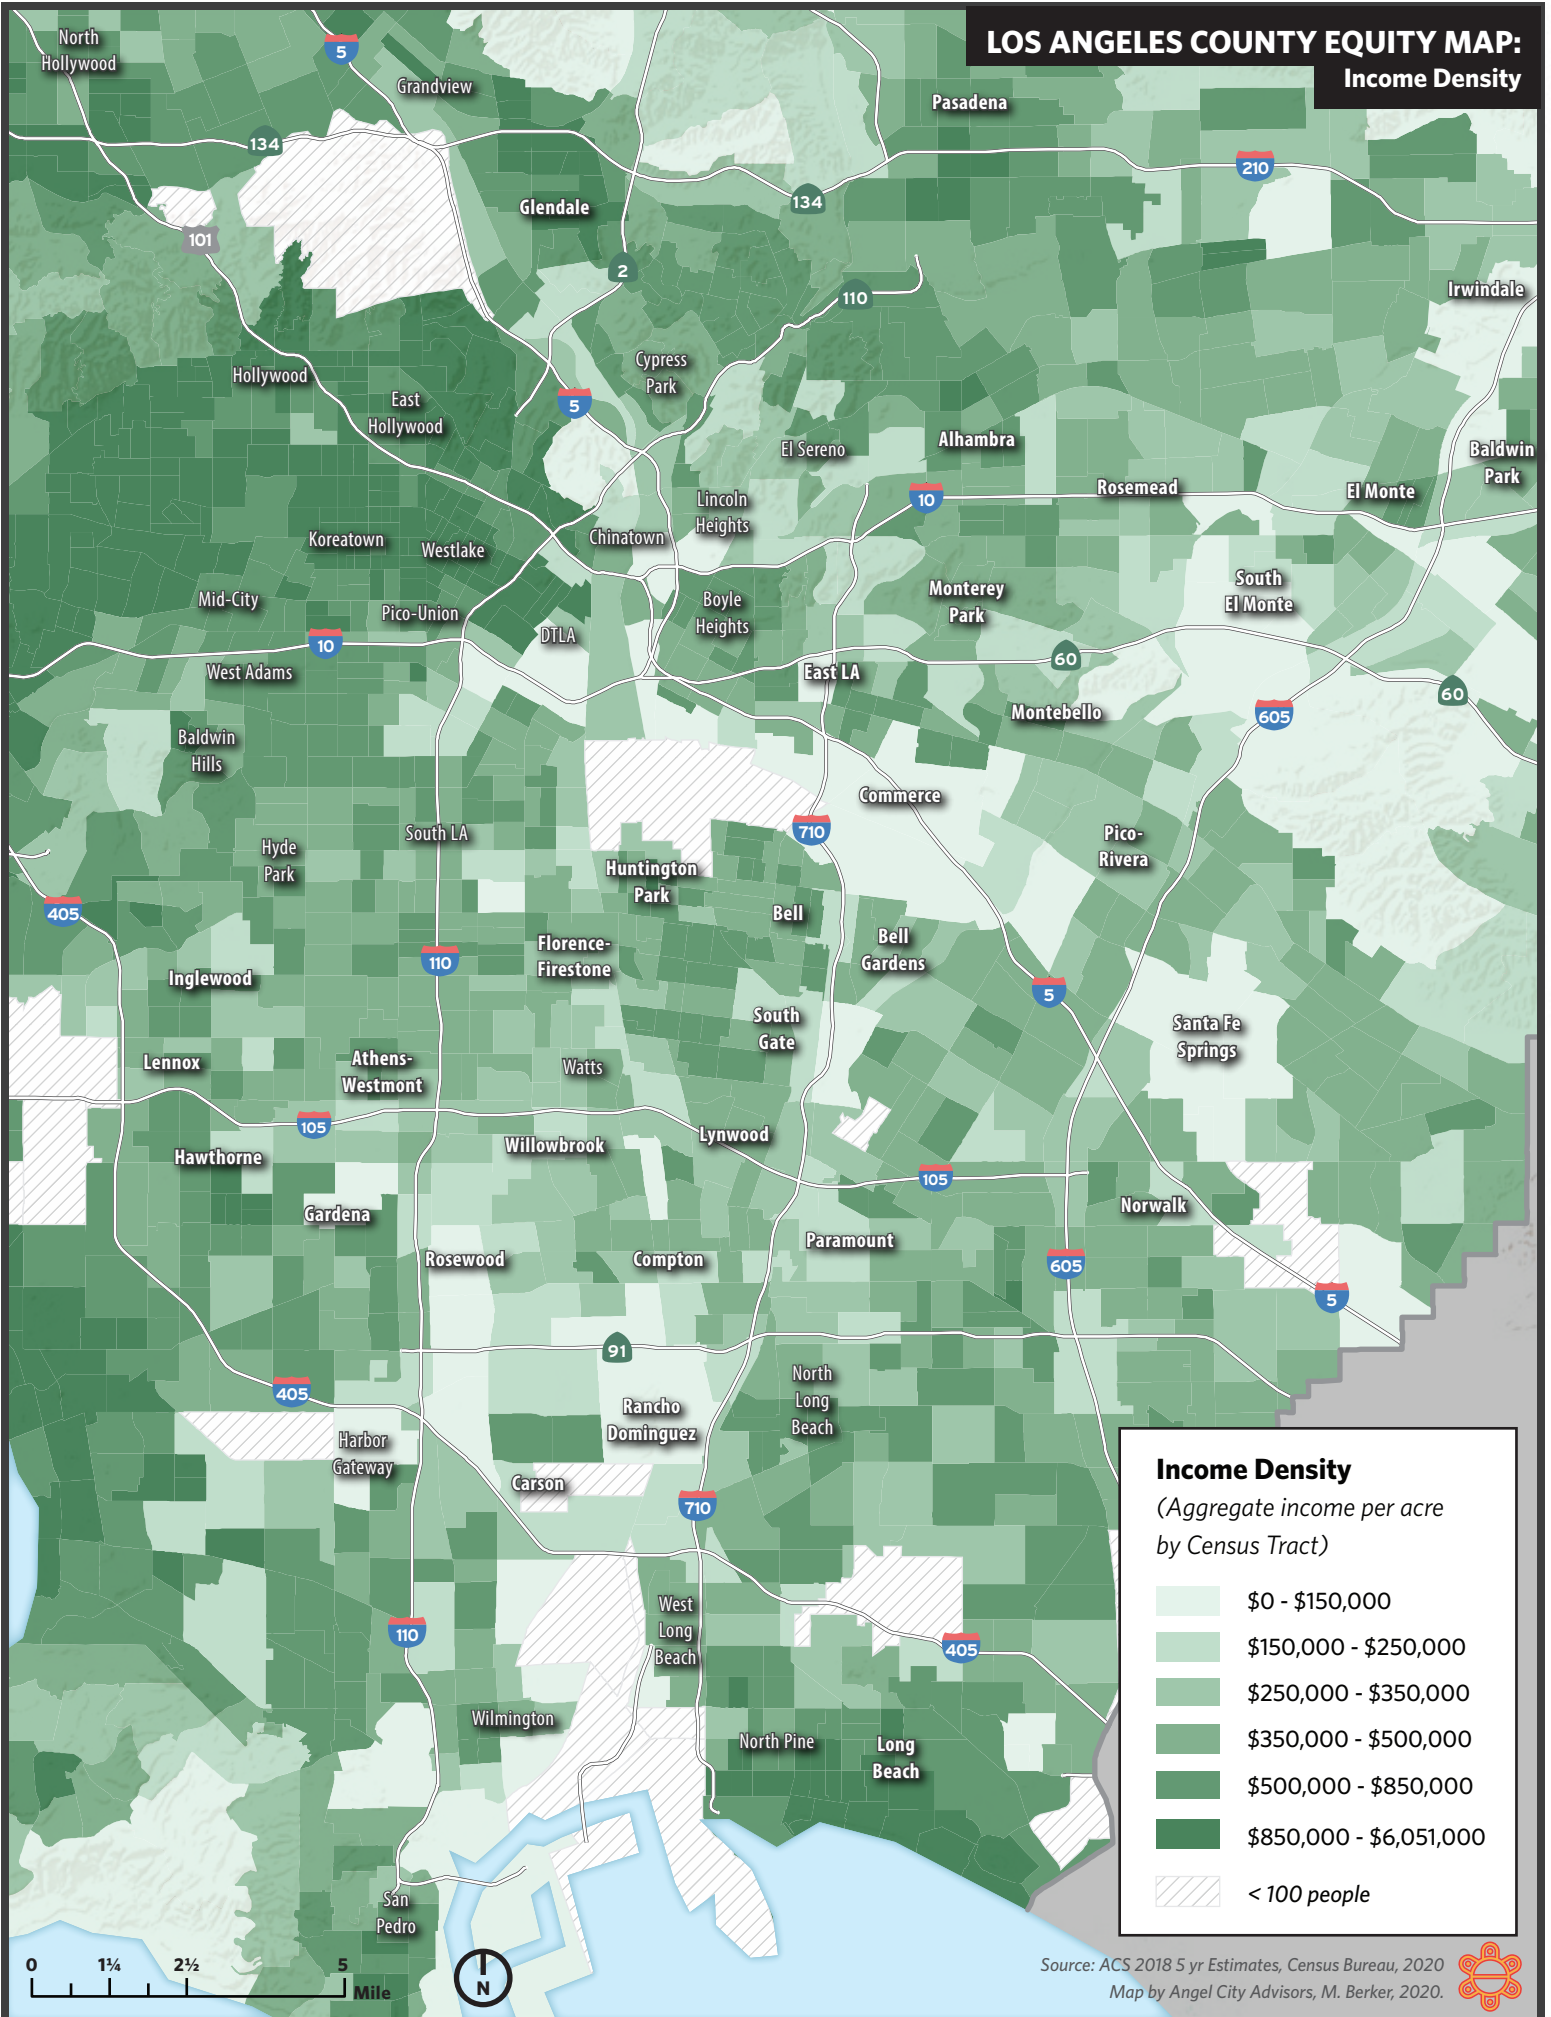 LOS ANGELES COUNTY EQUITY MAP:
Income Density
North
Hollywood
5
Grandview
Pasadena
134
210
134
Glendale
101
2
110
Irwindale
Hollywood
Cypress
Park
East
Hollywood
5
El Sereno
Alhambra
Baldwin
Park
10
Rosemead
El Monte
Lincoln
Heights
Koreatown
Westlake
Chinatown
South
El Monte
Mid-City
Pico-Union
Boyle
Heights
Monterey
Park
DTLA
10
West Adams
East LA
60
60
Montebello
605
Baldwin
Hills
Commerce
South LA
710
Pico-
Rivera
Hyde
Park
Huntington
Park
405
Bell
Florence-
Firestone
Bell
Gardens
110
Inglewood
5
South
Gate
Santa Fe
Springs
Lennox
Athens-
Westmont
Watts
105
Willowbrook
Lynwood
Hawthorne
105
Norwalk
Gardena
Rosewood
Compton
Paramount
605
5
91
405
North
Long
Beach
Rancho
Dominguez
Harbor
Gateway
Carson
710
West
Long
Beach
110
405
Wilmington
North Pine
Long
Beach
San
Pedro
Income Density
(Aggregate income per acre
by Census Tract)
$0 - $150,000
$150,000 - $250,000
$250,000 - $350,000
$350,000 - $500,000
$500,000 - $850,000
$850,000 - $6,051,000
< 100 people
0 1¼ 2½ 5
Mile
N
Source: ACS 2018 5 yr Estimates, Census Bureau, 2020
Map by Angel City Advisors, M. Berker, 2020.